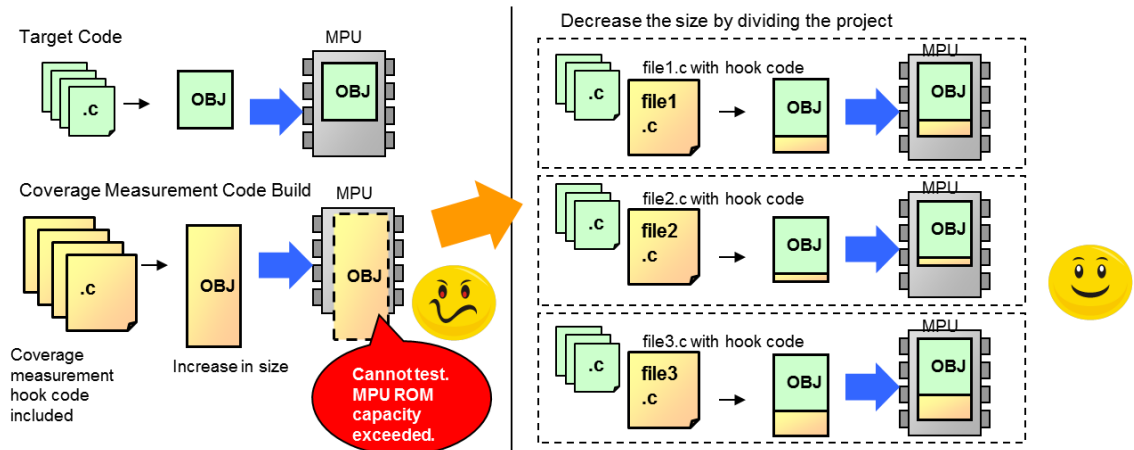 Target Code
MPU
.c
OBJ
OBJ
Coverage Measurement Code Build
MPU
.c
OBJ
OBJ
Coverage
measurement
hook code
included
Increase in size
Cannot test.
MPU ROM
capacity
exceeded.
Decrease the size by dividing the project
file1.c with hook code
MPU
.c
file1
.c
OBJ
OBJ
file2.c with hook code
MPU
.c
file2
.c
OBJ
OBJ
file3.c with hook code
MPU
.c
file3
.c
OBJ
OBJ